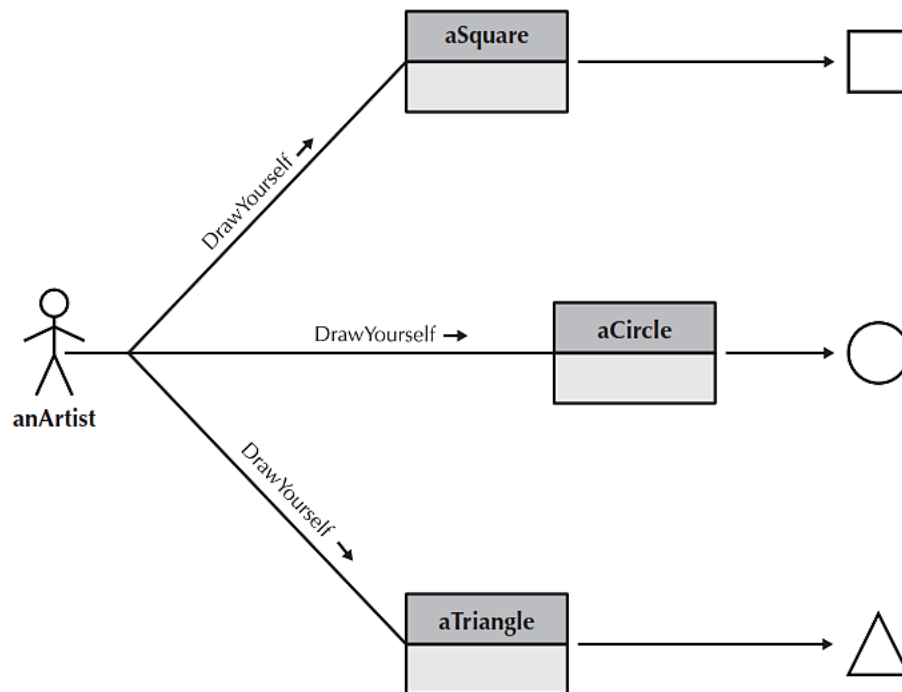 aSquare
DrawYourself
DrawYourself
aCircle
anArtist
DrawYourself
aTriangle